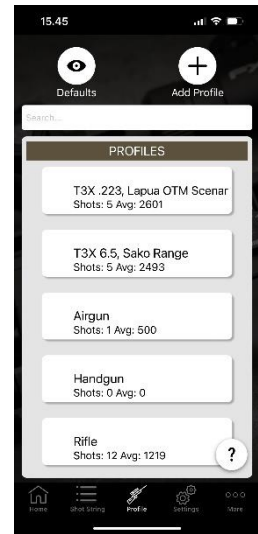 15.45
Defaults
Add Profile
Search...
PROFILES
T3X .223, Lapua OTM Scenar
Shots: 5 Avg: 2601
T3X 6.5, Sako Range
Shots: 5 Avg: 2493
Airgun
Shots: 1 Avg: 500
Handgun
Shots: 0 Avg: 0
Rifle
Shots: 12 Avg: 1219
?
Home
Shot String
Profile
Settings
More